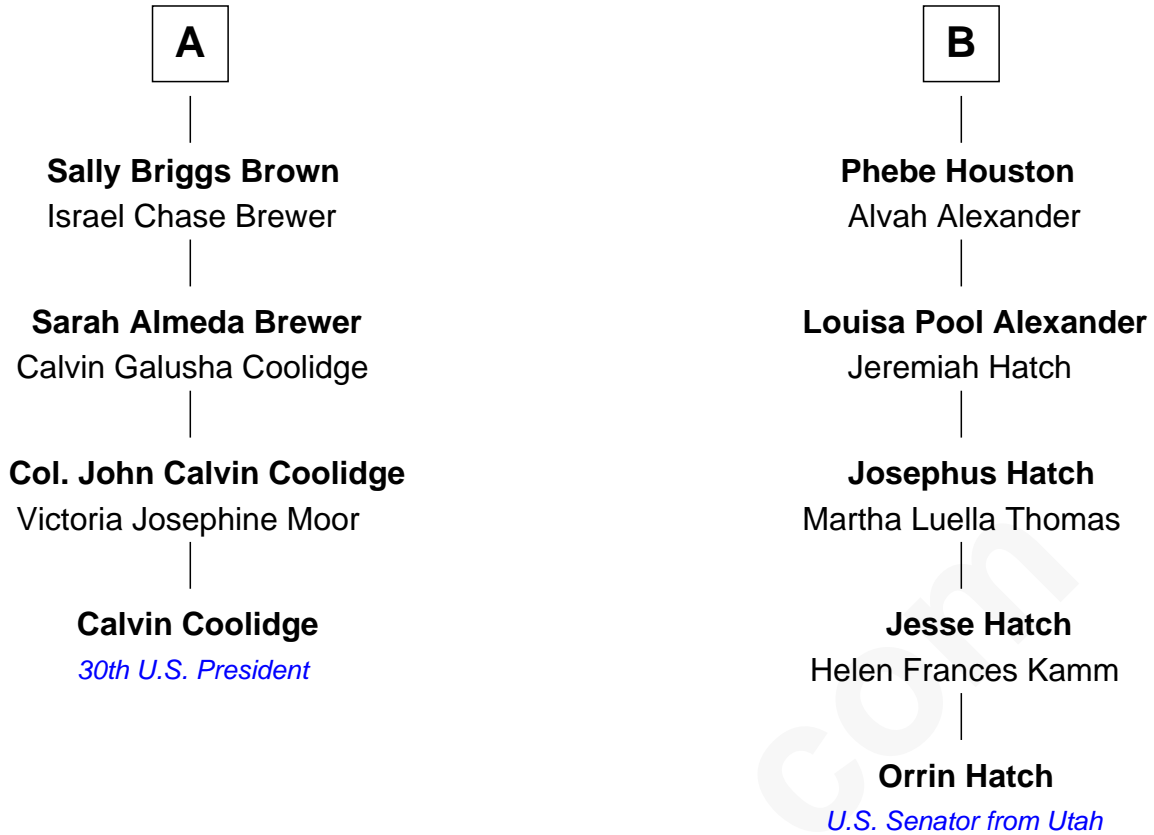 A
Sally Briggs Brown
Israel Chase Brewer
Sarah Almeda Brewer
Calvin Galusha Coolidge
Col. John Calvin Coolidge
Victoria Josephine Moor
Calvin Coolidge
30th U.S. President
B
Phebe Houston
Alvah Alexander
Louisa Pool Alexander
Jeremiah Hatch
Josephus Hatch
Martha Luella Thomas
Jesse Hatch
Helen Frances Kamm
Orrin Hatch
U.S. Senator from Utah
com